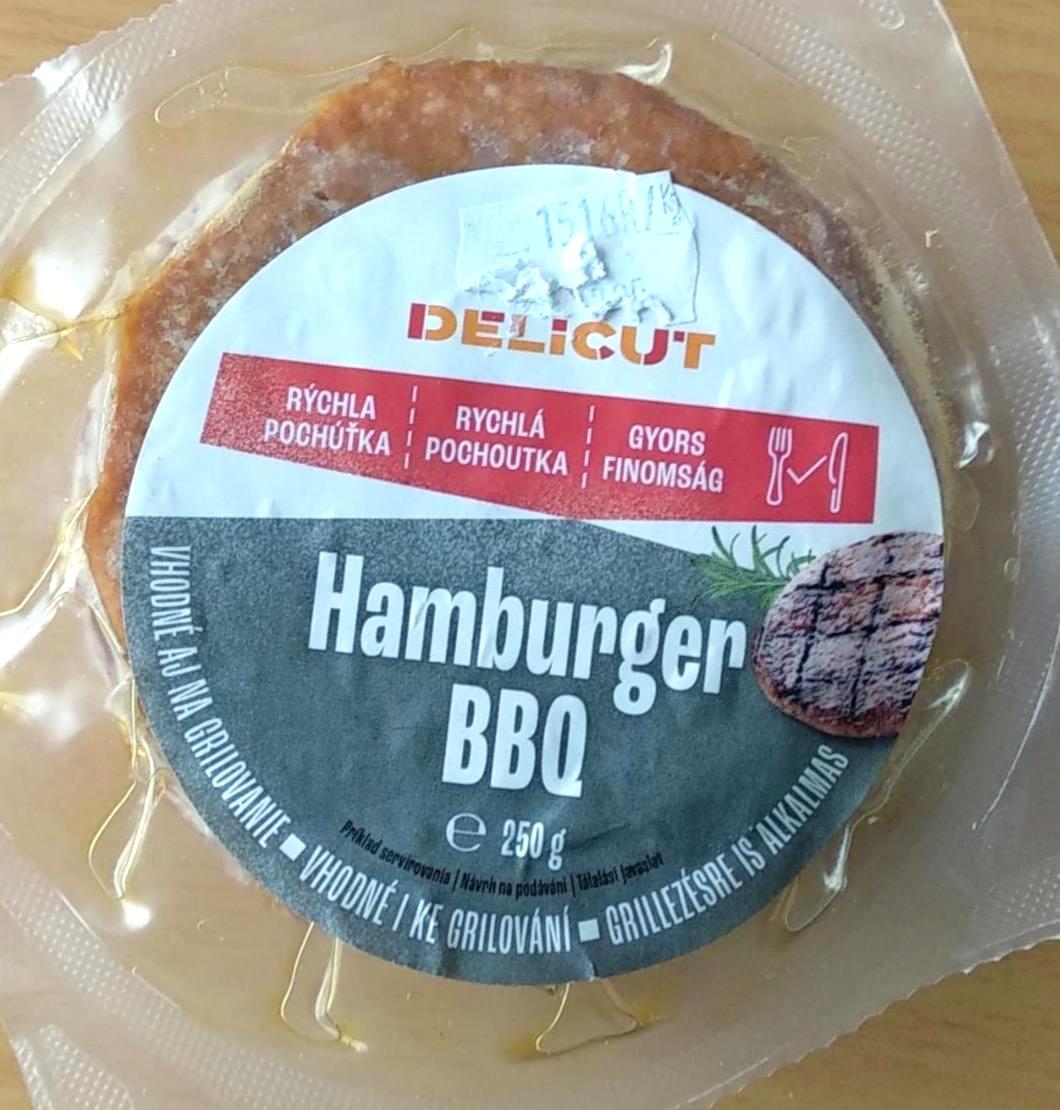 1516R/K
DELiCUT
RÝCHLA
POCHÚŤKA
RYCHLÁ
POCHOUTKA
GYORS
FINOMSÁG
Hamburger
BBQ
℮ 250 g
Príklad servírovania | Návrh na podávání | Tálalási javaslat
VHODNÉ AJ NA GRILOVANIE ■ VHODNÉ I KE GRILOVÁNÍ ■ GRILLEZÉSRE IS ALKALMAS